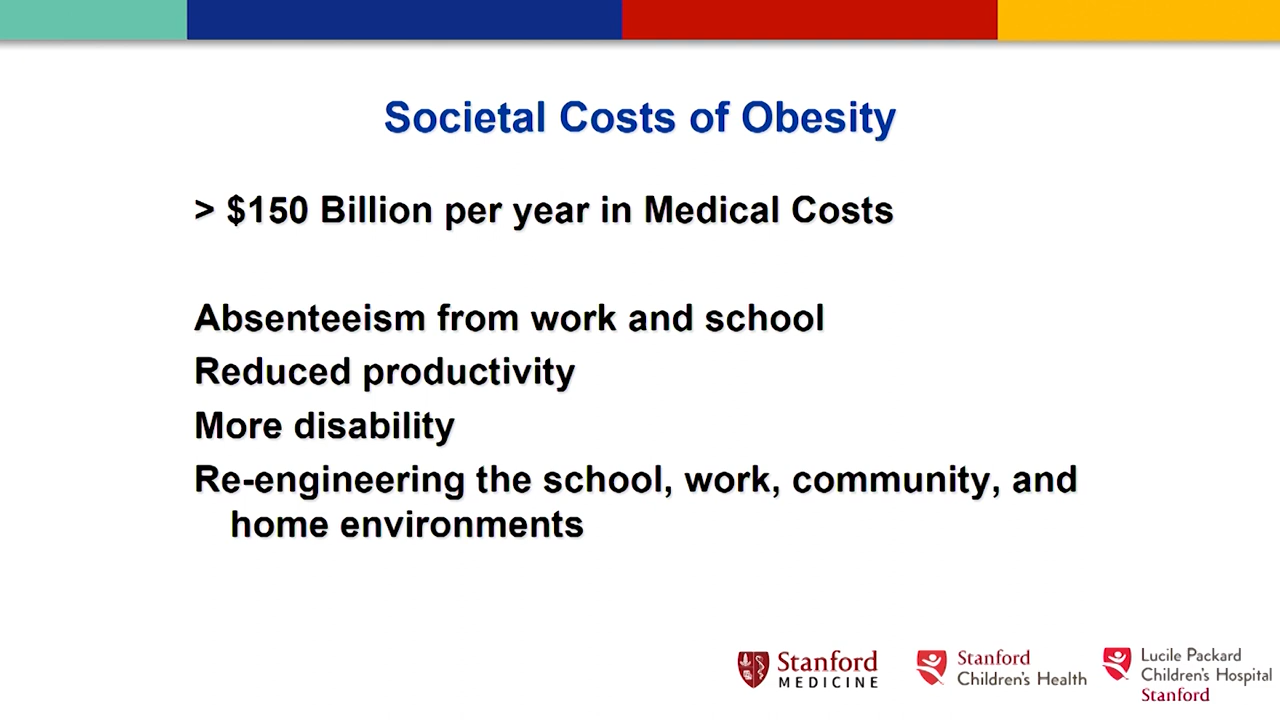 Societal Costs of Obesity
> $150 Billion per year in Medical Costs
Absenteeism from work and school
Reduced productivity
More disability
Re-engineering the school, work, community, and
home environments
Stanford
MEDICINE
Stanford
Children's Health
Lucile Packard
Children's Hospital
Stanford